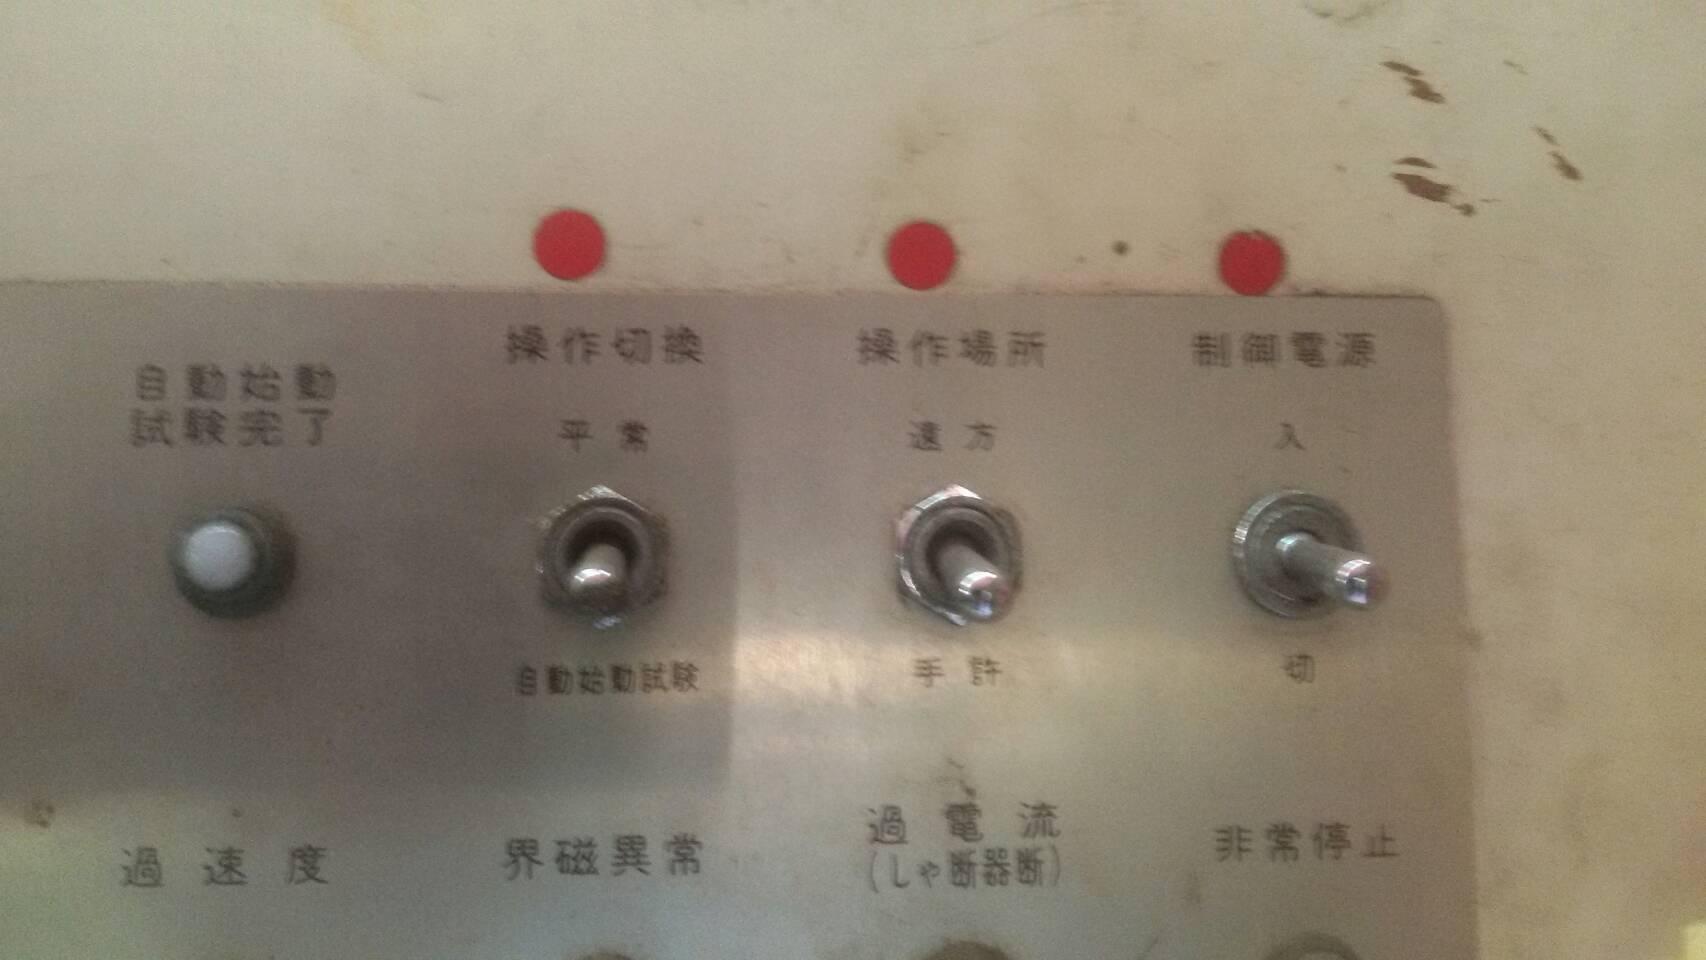 操作切換
操作場所
制御電源
自動始動
試験完了
平常
遠方
入
自動始動試験
手許
切
過速度
界磁異常
過電流
(しゃ断器断)
非常停止